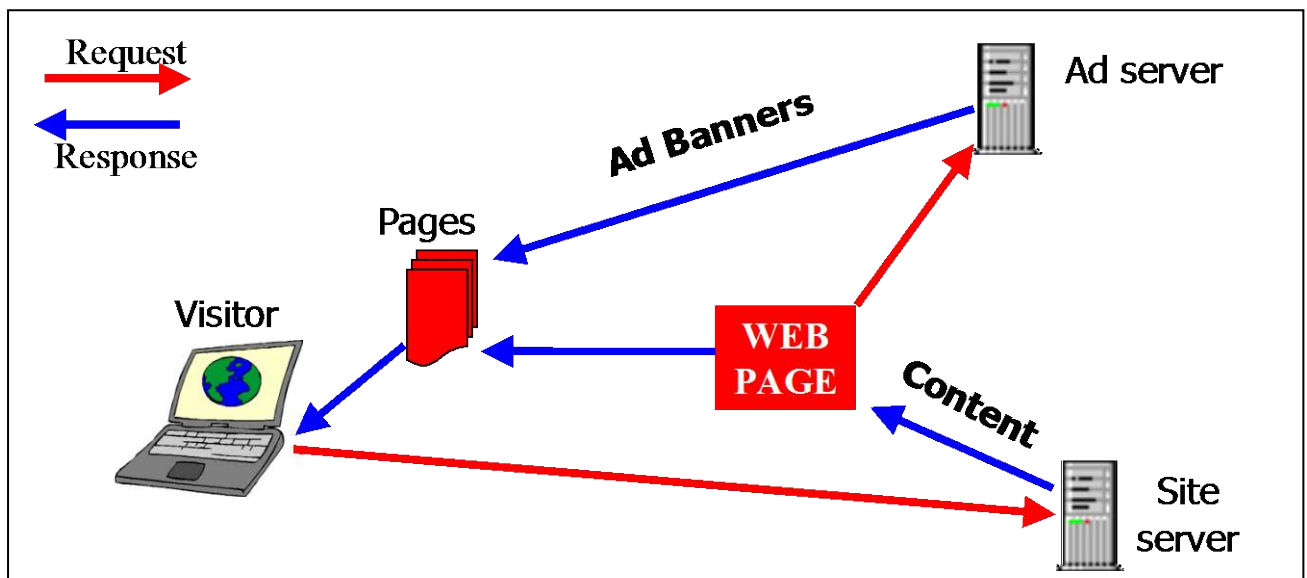 Request
Response
Ad server
Ad Banners
Pages
Visitor
WEB
PAGE
Content
Site
server